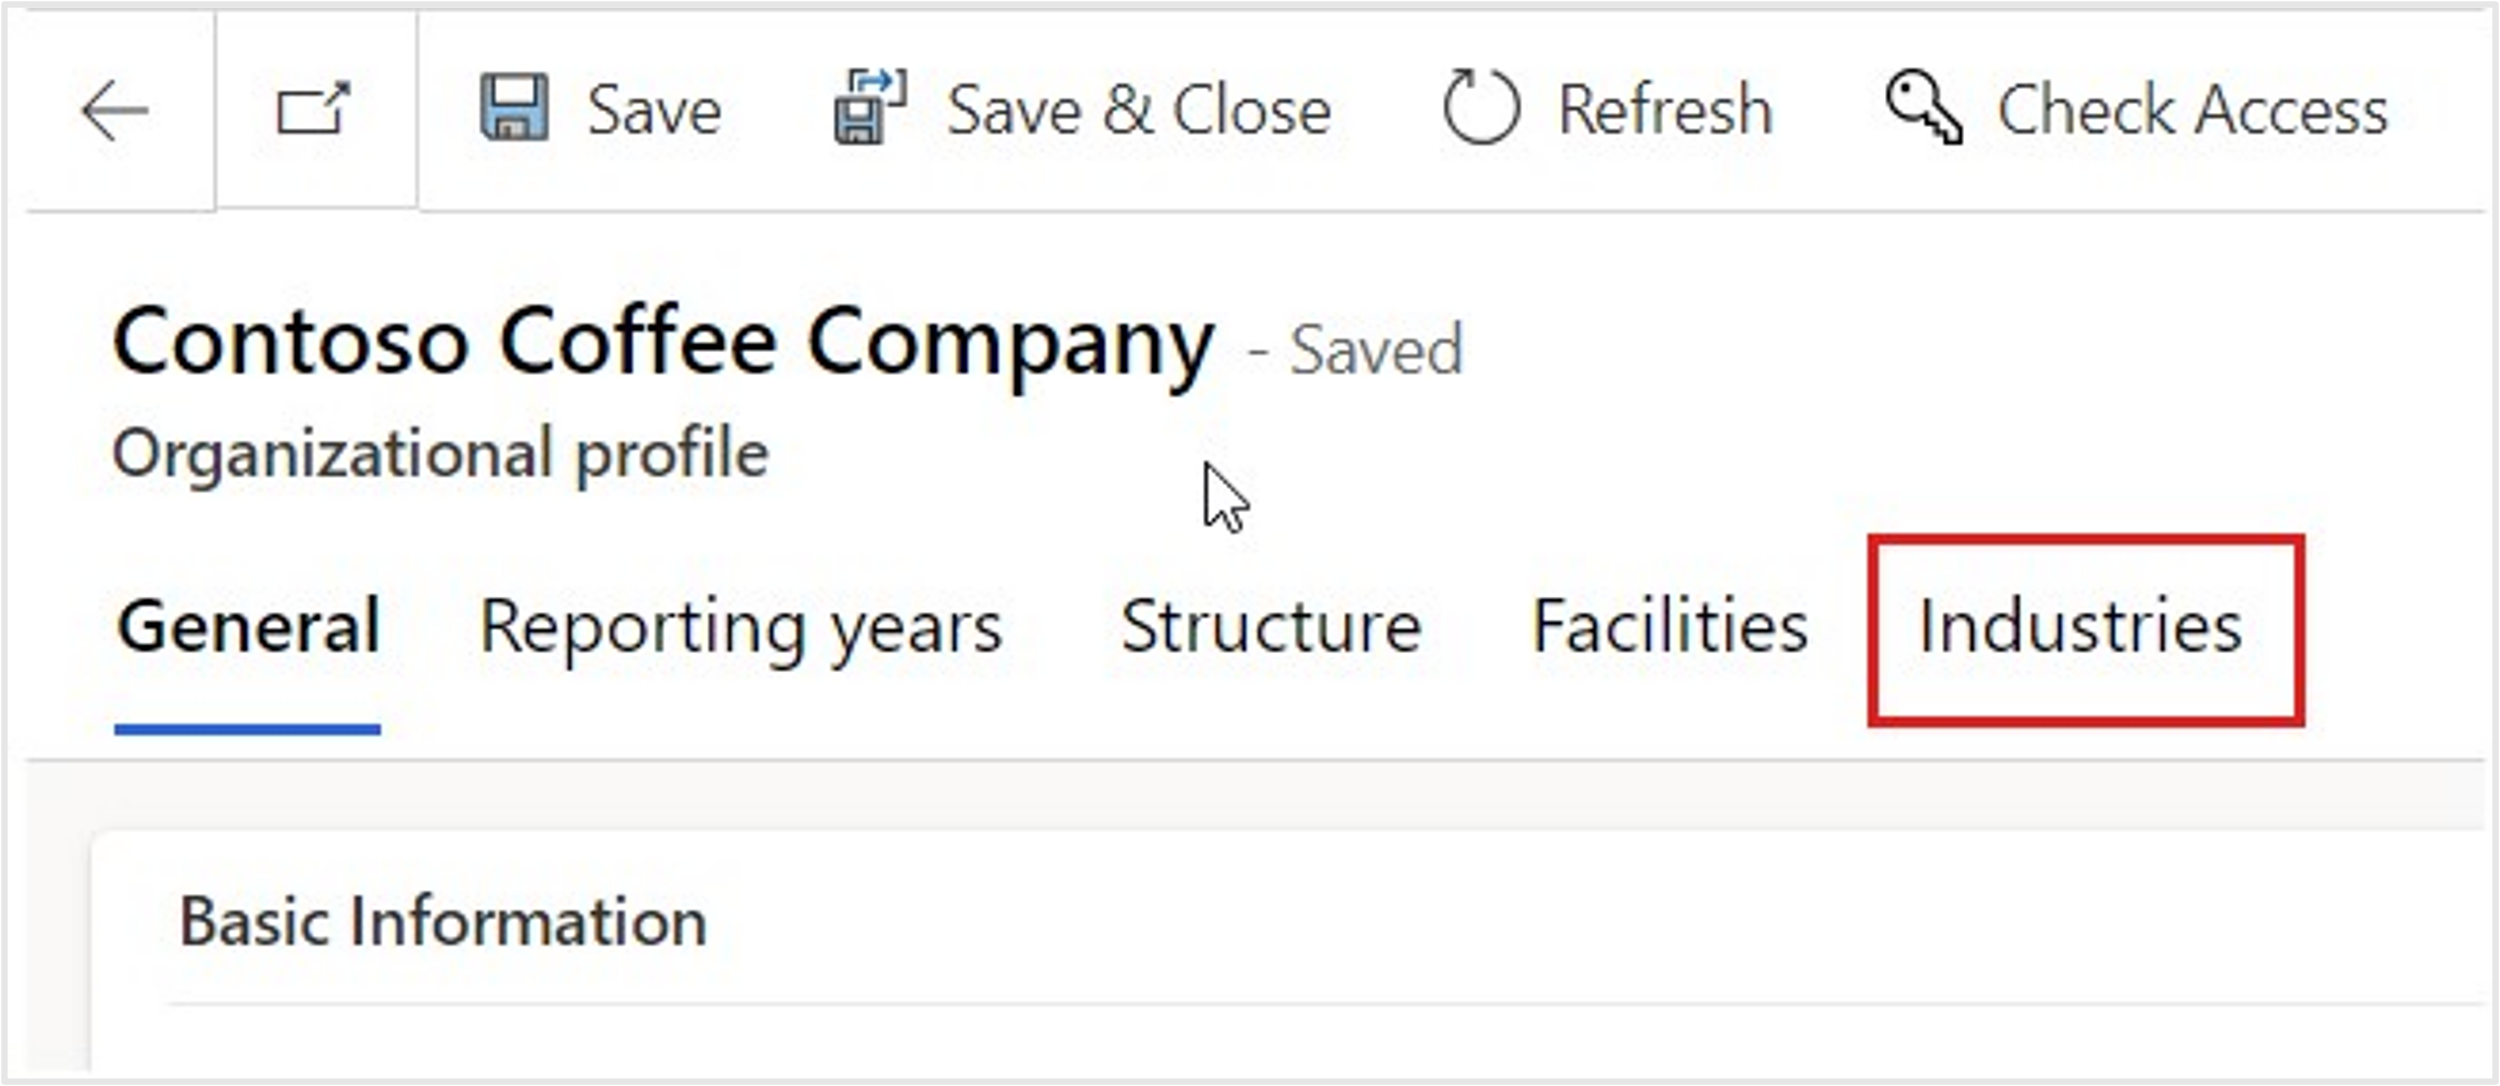 Save Save & Close Refresh Check Access
Contoso Coffee Company - Saved
Organizational profile
General Reporting years Structure Facilities Industries
Basic Information